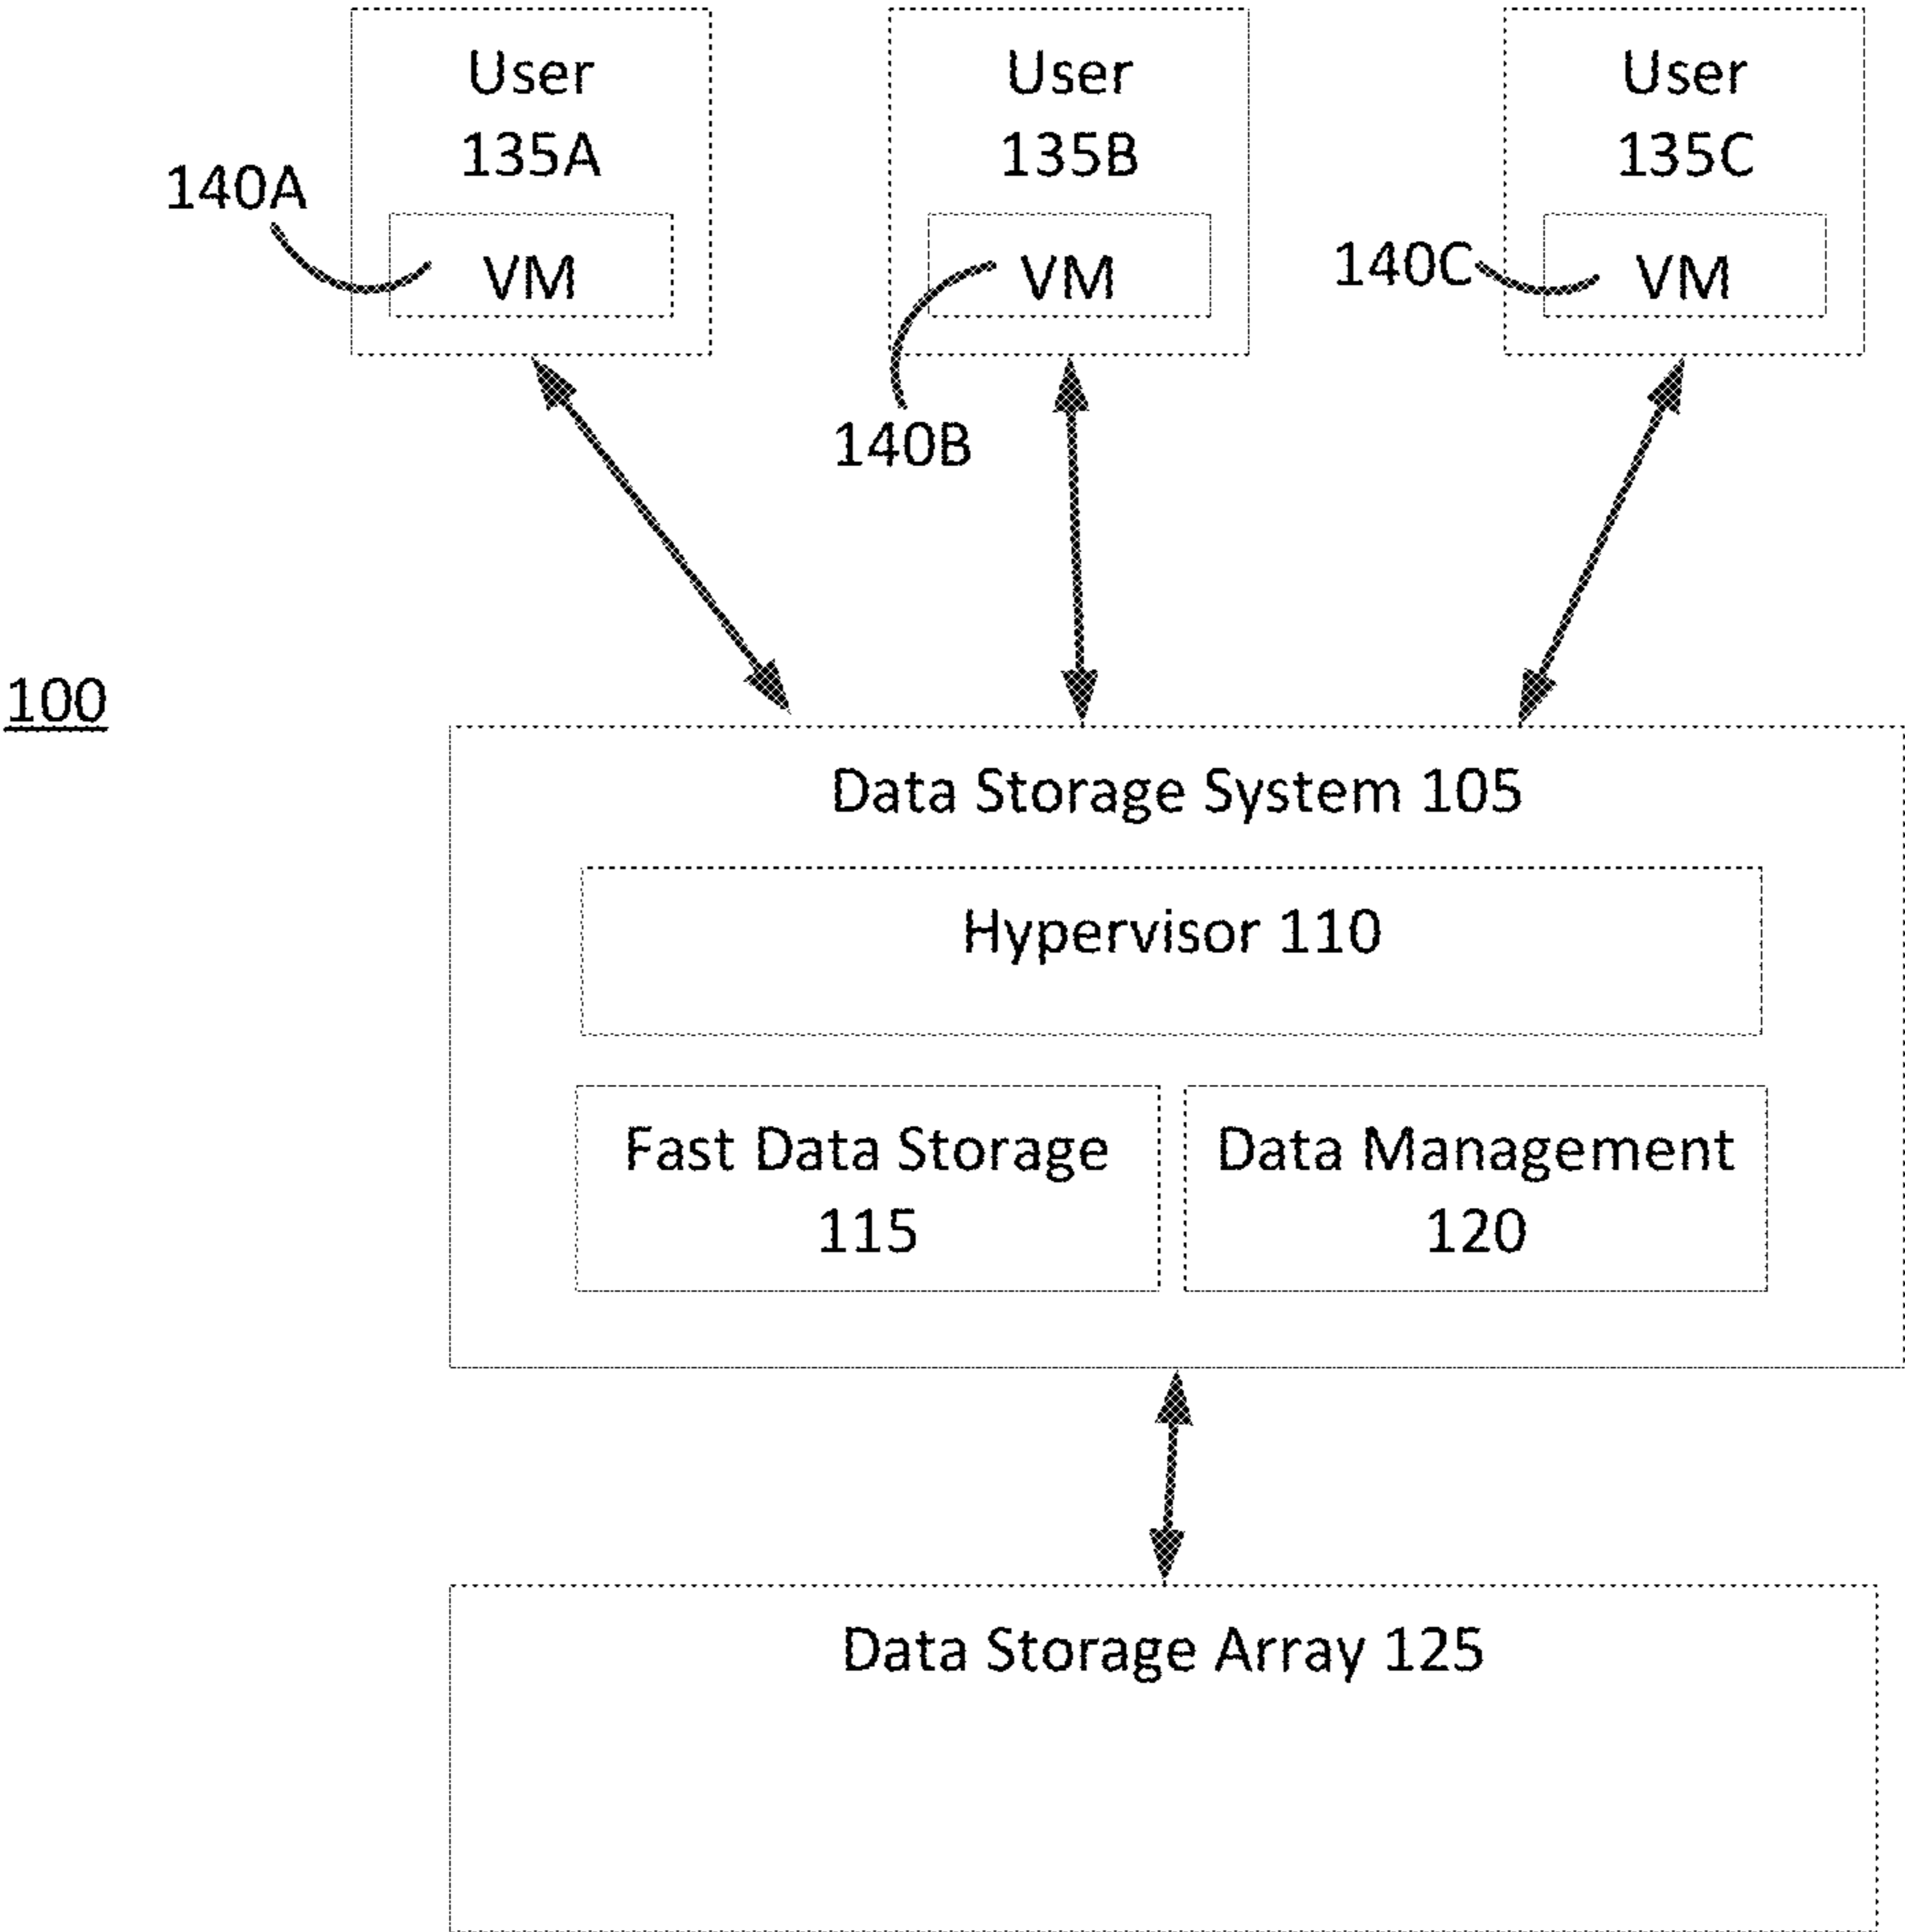 User
135A
User
135B
User
135C
140A
VM
VM
140C
VM
140B
100
Data Storage System 105
Hypervisor 110
Fast Data Storage
115
Data Management
120
Data Storage Array 125